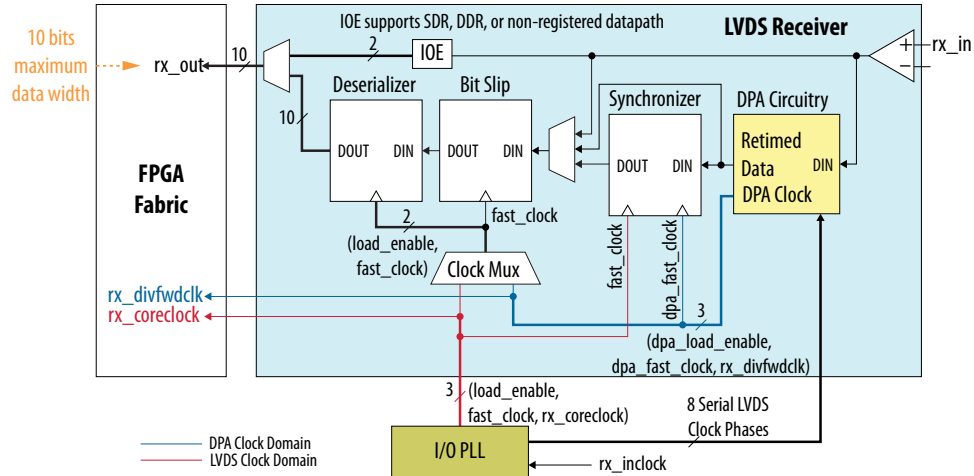 IOE supports SDR, DDR, or non-registered datapath
LVDS Receiver
10 bits
maximum
data width
rx_out
10
2
IOE
rx_in
Deserializer
Bit Slip
Synchronizer
DPA Circuitry
10
DOUT
DIN
DOUT
DIN
DOUT
DIN
Retimed
Data
DIN
DPA Clock
FPGA
Fabric
2
(load_enable,
fast_clock)
fast_clock
fast_clock
dpa_fast_clock
Clock Mux
rx_divfwdclk
rx_coreclock
3
(dpa_load_enable,
dpa_fast_clock, rx_divfwdclk)
3
(load_enable,
fast_clock, rx_coreclock)
8 Serial LVDS
Clock Phases
DPA Clock Domain
LVDS Clock Domain
I/O PLL
rx_inclock